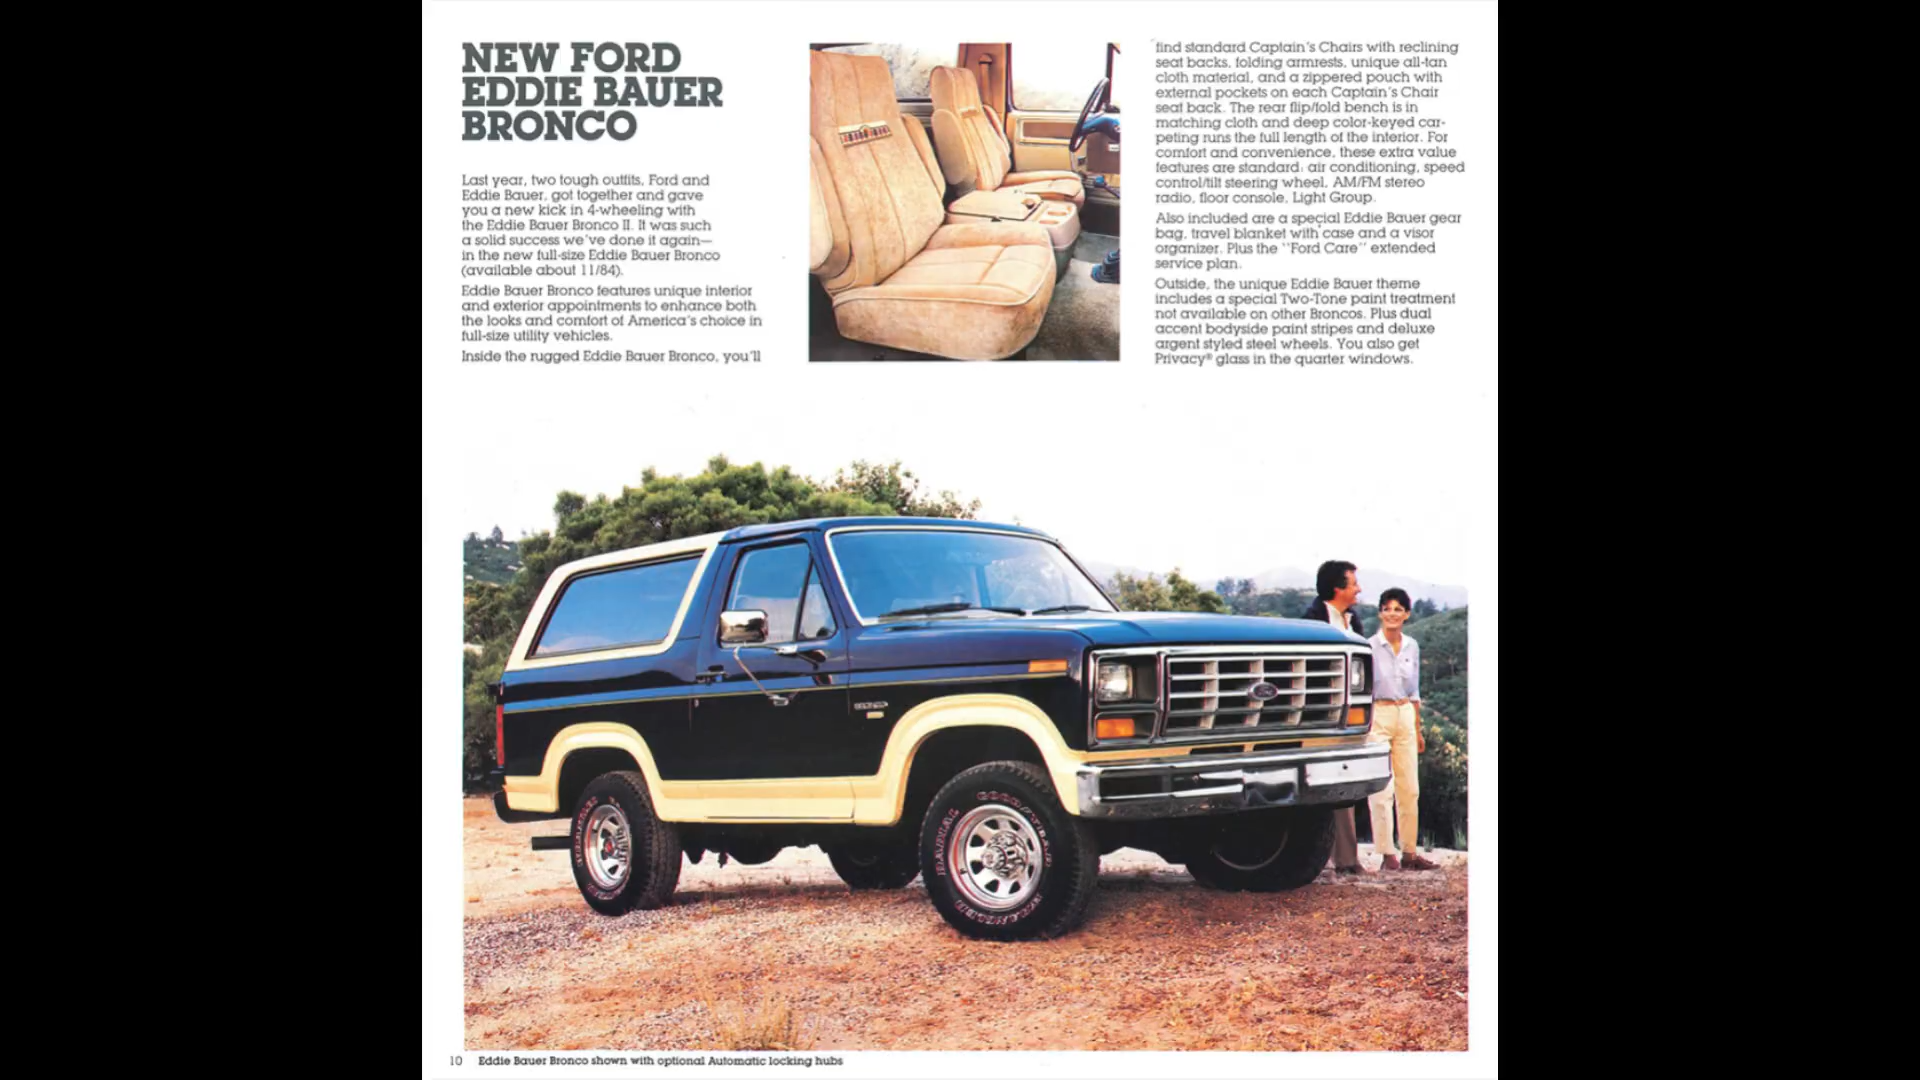 NEW FORD
EDDIE BAUER
BRONCO
Last year, two tough outfits, Ford and
Eddie Bauer, got together and gave
you a new kick in 4-wheeling with
the Eddie Bauer Bronco II. It was such
a solid success we've done it again—
in the new full-size Eddie Bauer Bronco
(available about 11/84).
Eddie Bauer Bronco features unique interior
and exterior appointments to enhance both
the looks and comfort of America's choice in
full-size utility vehicles.
Inside the rugged Eddie Bauer Bronco, you'll
find standard Captain's Chairs with reclining
seat backs, folding armrests, unique all-tan
cloth material, and a zippered pouch with
external pockets on each Captain's Chair
seat back. The rear flip/fold bench is in
matching cloth and deep color-keyed car-
peting runs the full length of the interior. For
comfort and convenience, these extra value
features are standard: air conditioning, speed
control/tilt steering wheel, AM/FM stereo
radio, floor console, Light Group.
Also included are a special Eddie Bauer gear
bag, travel blanket with case and a visor
organizer. Plus the "Ford Care" extended
service plan.
Outside, the unique Eddie Bauer theme
includes a special Two-Tone paint treatment
not available on other Broncos. Plus dual
accent bodyside paint stripes and deluxe
argent styled steel wheels. You also get
Privacy® glass in the quarter windows.
Ford
GOODYEAR
RADIAL
WRANGLER
10 Eddie Bauer Bronco shown with optional Automatic locking hubs